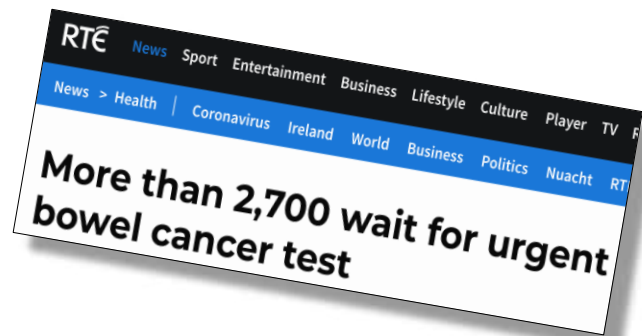 RTÉ News Sport Entertainment Business Lifestyle Culture Player TV
News > Health | Coronavirus Ireland World Business Politics Nuacht RT
More than 2,700 wait for urgent
bowel cancer test